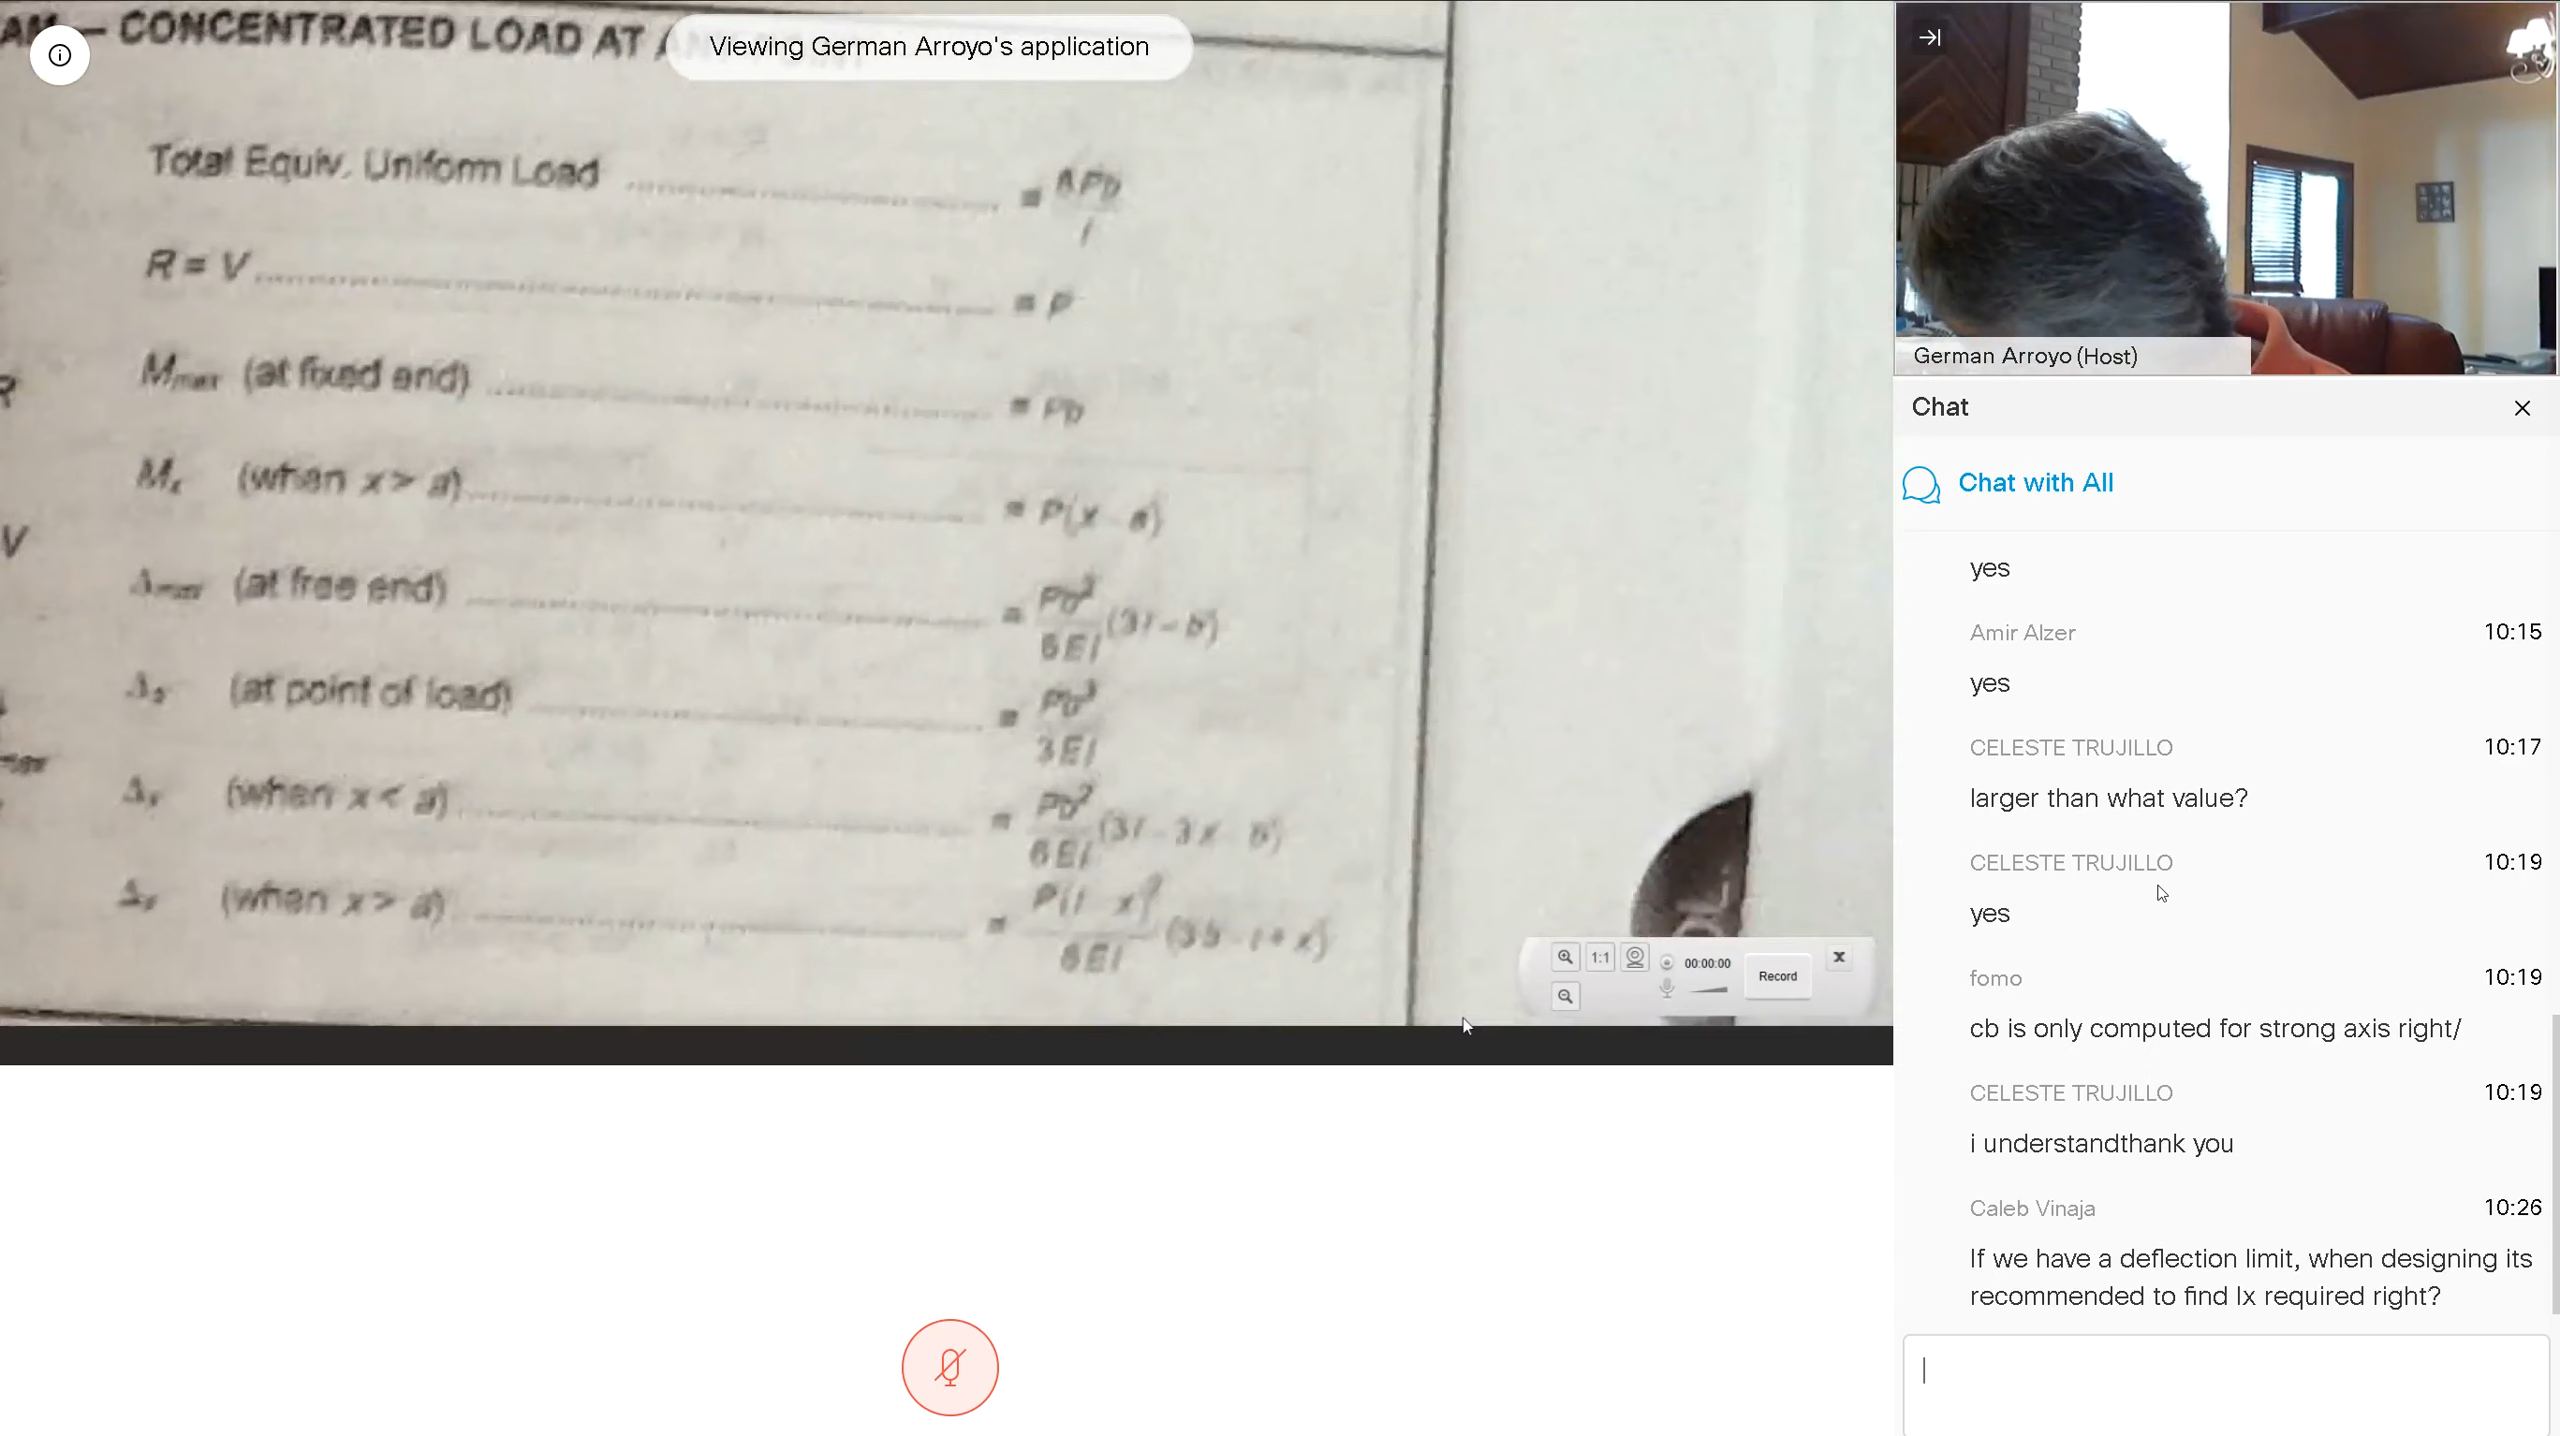 AM — CONCENTRATED LOAD AT
Viewing German Arroyo's application
Total Equiv. Uniform Load = 8Pb / l
R = V = P
Mmax (at fixed end) = Pb
Mx (when x > a) = P(x - a)
Δmax (at free end) = Pb² / 6EI (3l - b)
Δa (at point of load) = Pb³ / 3EI
Δx (when x < a) = Pb² / 6EI (3l - 3x - b)
Δx (when x > a) = P(l - x)² / 6EI (3b - l + x)
R
V
1:1
00:00:00
Record
X
German Arroyo (Host)
Chat
Chat with All
yes
Amir Alzer 10:15
yes
CELESTE TRUJILLO 10:17
larger than what value?
CELESTE TRUJILLO 10:19
yes
fomo 10:19
cb is only computed for strong axis right/
CELESTE TRUJILLO 10:19
i understandthank you
Caleb Vinaja 10:26
If we have a deflection limit, when designing its
recommended to find Ix required right?